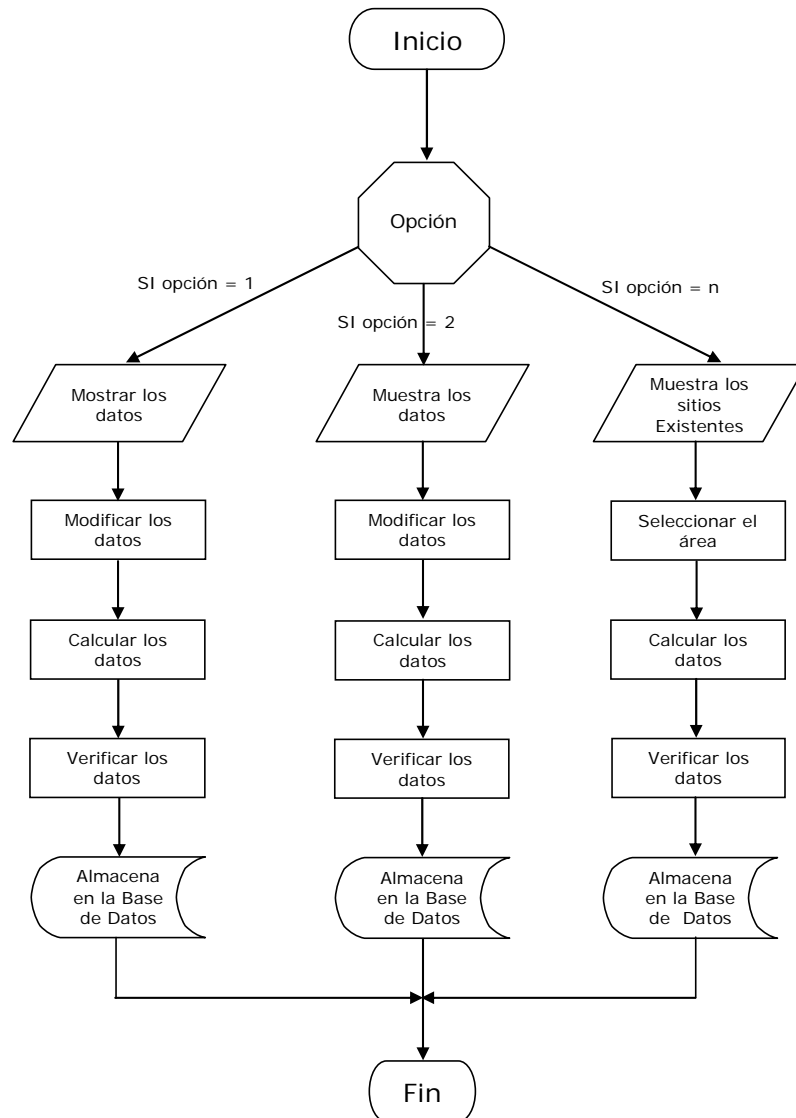 Inicio
Opción
SI opción = 1
SI opción = 2
SI opción = n
Mostrar los
datos
Muestra los
datos
Muestra los
sitios
Existentes
Modificar los
datos
Modificar los
datos
Seleccionar el
área
Calcular los
datos
Calcular los
datos
Calcular los
datos
Verificar los
datos
Verificar los
datos
Verificar los
datos
Almacena
en la Base
de Datos
Almacena
en la Base
de Datos
Almacena
en la Base
de Datos
Fin